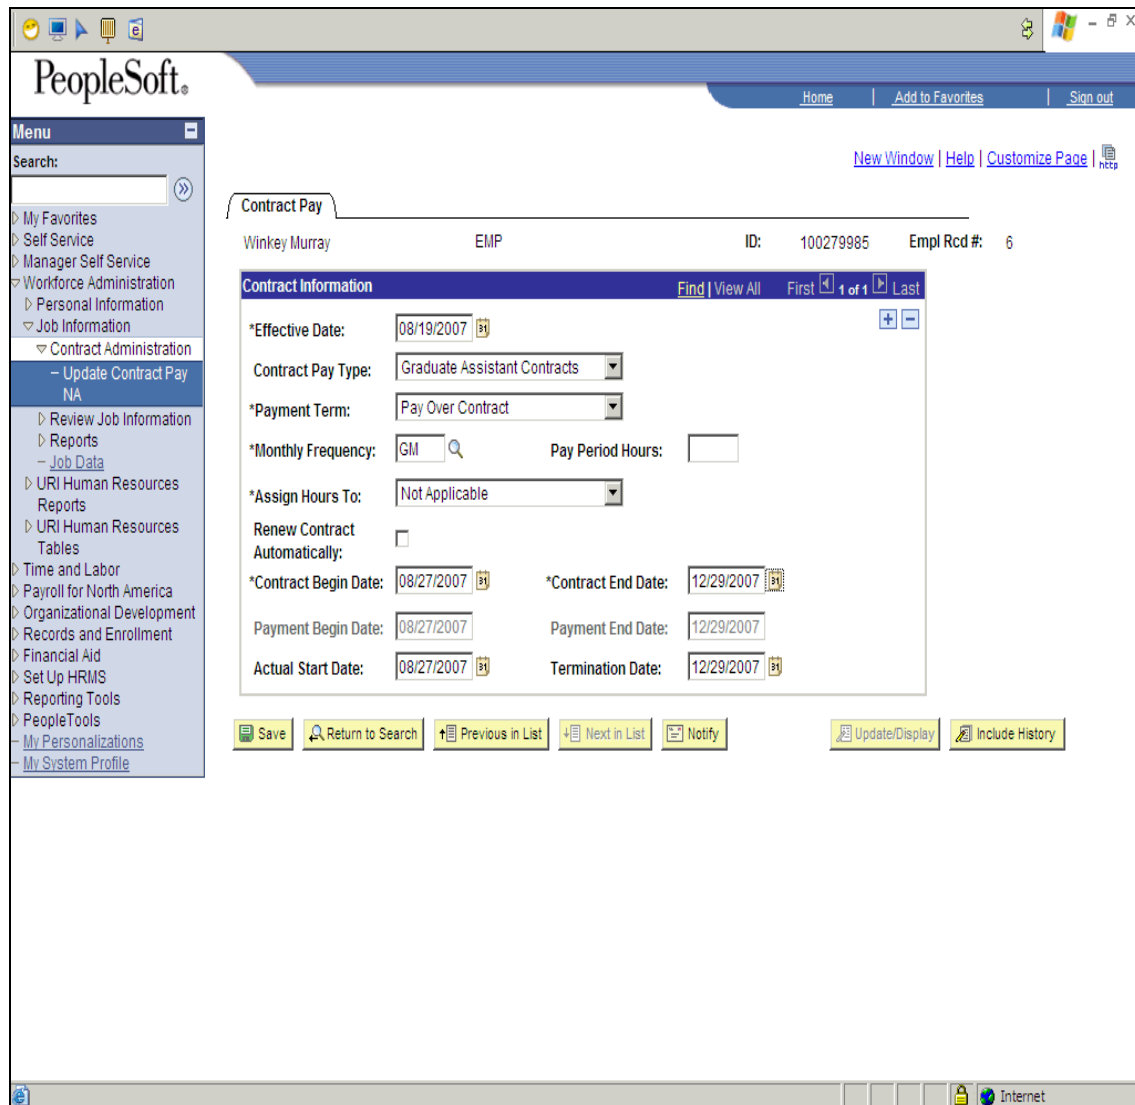 PeopleSoft®
Home | Add to Favorites | Sign out
Menu
New Window | Help | Customize Page | http
Search:
My Favorites
Self Service
Manager Self Service
Workforce Administration
Personal Information
Job Information
Contract Administration
– Update Contract Pay
NA
Review Job Information
Reports
– Job Data
URI Human Resources
Reports
URI Human Resources
Tables
Time and Labor
Payroll for North America
Organizational Development
Records and Enrollment
Financial Aid
Set Up HRMS
Reporting Tools
PeopleTools
– My Personalizations
– My System Profile
Contract Pay
Winkey Murray EMP ID: 100279985 Empl Rcd #: 6
Contract Information Find | View All First 1 of 1 Last
*Effective Date: 08/19/2007 31
Contract Pay Type: Graduate Assistant Contracts
*Payment Term: Pay Over Contract
*Monthly Frequency: GM Pay Period Hours:
*Assign Hours To: Not Applicable
Renew Contract
Automatically:
*Contract Begin Date: 08/27/2007 31 *Contract End Date: 12/29/2007 31
Payment Begin Date: 08/27/2007 Payment End Date: 12/29/2007
Actual Start Date: 08/27/2007 31 Termination Date: 12/29/2007 31
Save Return to Search Previous in List Next in List Notify Update/Display Include History
Internet